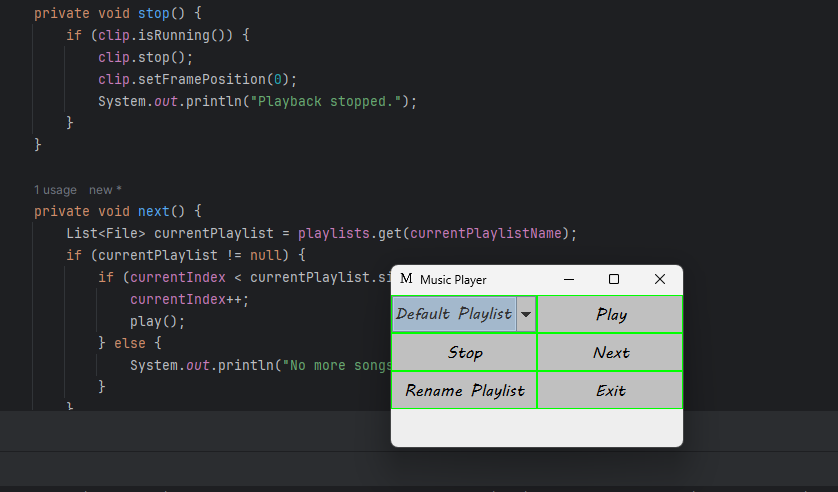 private void stop() {
if (clip.isRunning()) {
clip.stop();
clip.setFramePosition(0);
System.out.println("Playback stopped.");
}
}
1 usage new *
private void next() {
List<File> currentPlaylist = playlists.get(currentPlaylistName);
if (currentPlaylist != null) {
if (currentIndex < currentPlaylist.si
currentIndex++;
play();
} else {
System.out.println("No more songs
}
}
M Music Player
Default Playlist Play
Stop Next
Rename Playlist Exit